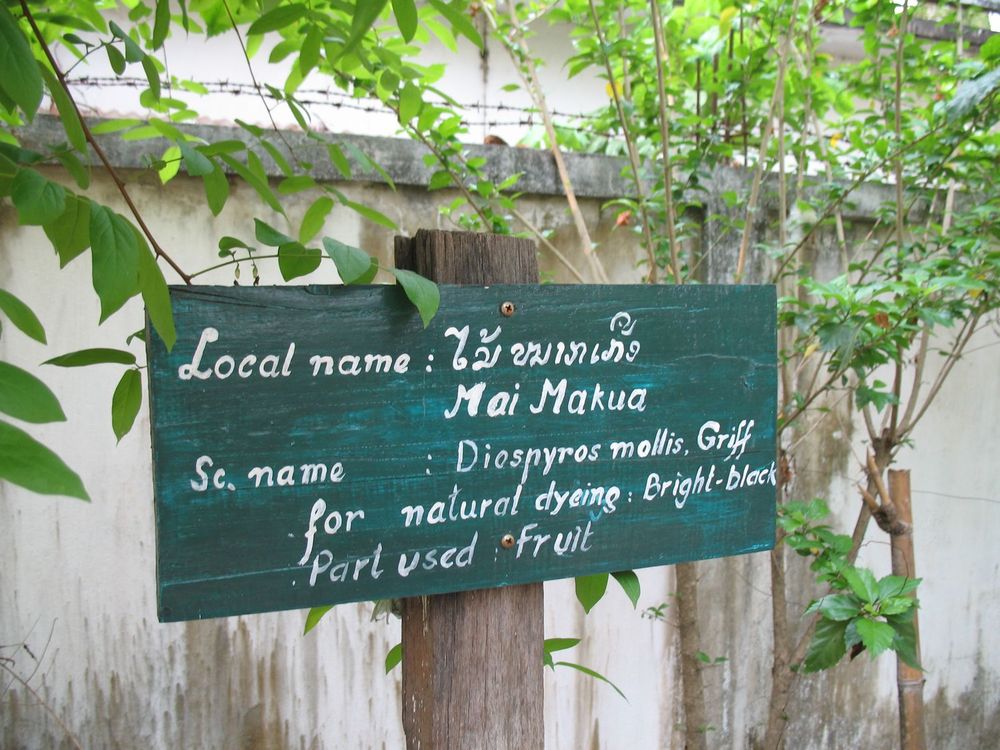 Local name : ໄມ້ໝາກເກືອ
Mai Makua
Sc. name : Diospyros mollis, Griff
for natural dyeing : Bright-black
Part used : Fruit